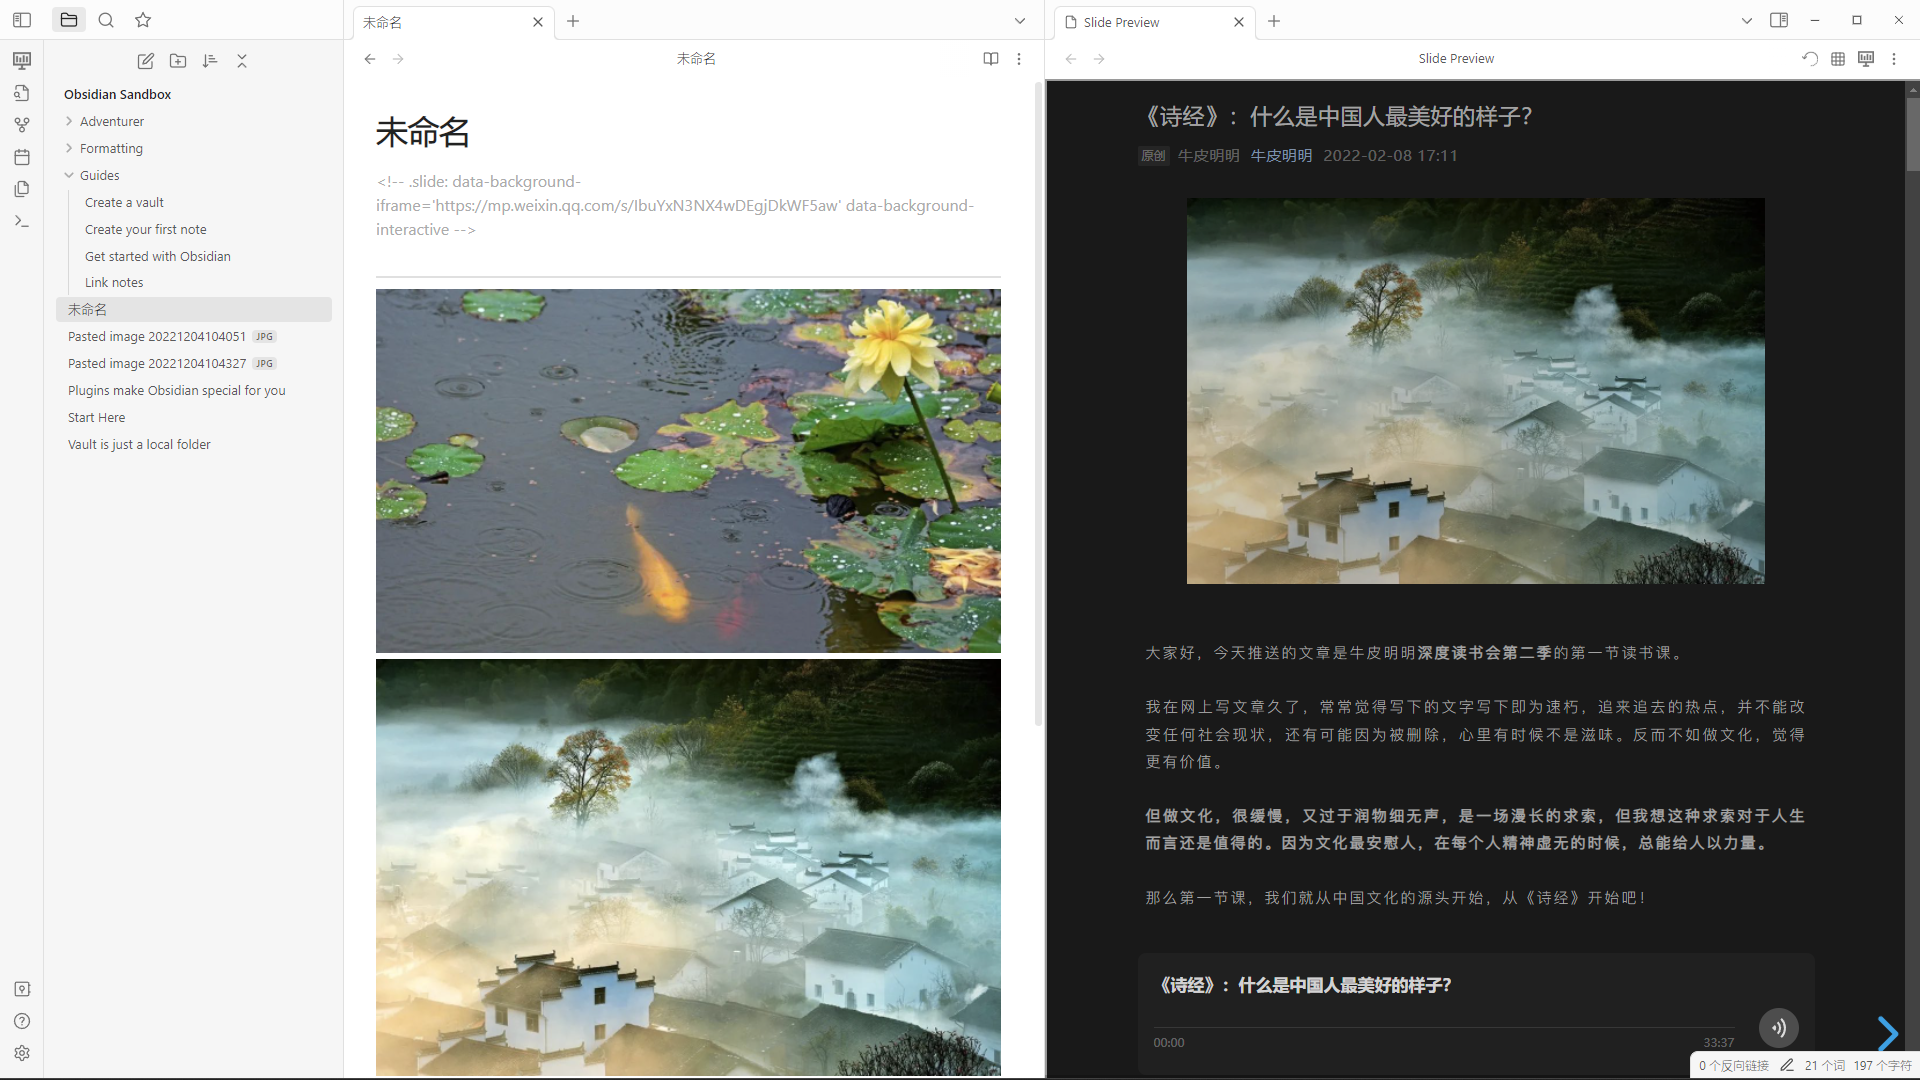 未命名
Slide Preview
未命名
Slide Preview
Obsidian Sandbox
Adventurer
Formatting
Guides
Create a vault
Create your first note
Get started with Obsidian
Link notes
未命名
Pasted image 20221204104051 JPG
Pasted image 20221204104327 JPG
Plugins make Obsidian special for you
Start Here
Vault is just a local folder
未命名
<!-- .slide: data-background-
iframe='https://mp.weixin.qq.com/s/IbuYxN3NX4wDEgjDkWF5aw' data-background-
interactive -->
《诗经》：什么是中国人最美好的样子？
原创 牛皮明明 牛皮明明 2022-02-08 17:11
大家好，今天推送的文章是牛皮明明深度读书会第二季的第一节读书课。
我在网上写文章久了，常常觉得写下的文字写下即为速朽，追来追去的热点，并不能改
变任何社会现状，还有可能因为被删除，心里有时候不是滋味。反而不如做文化，觉得
更有价值。
但做文化，很缓慢，又过于润物细无声，是一场漫长的求索，但我想这种求索对于人生
而言还是值得的。因为文化最安慰人，在每个人精神虚无的时候，总能给人以力量。
那么第一节课，我们就从中国文化的源头开始，从《诗经》开始吧！
《诗经》：什么是中国人最美好的样子？
00:00
33:37
0 个反向链接
21 个词
197 个字符